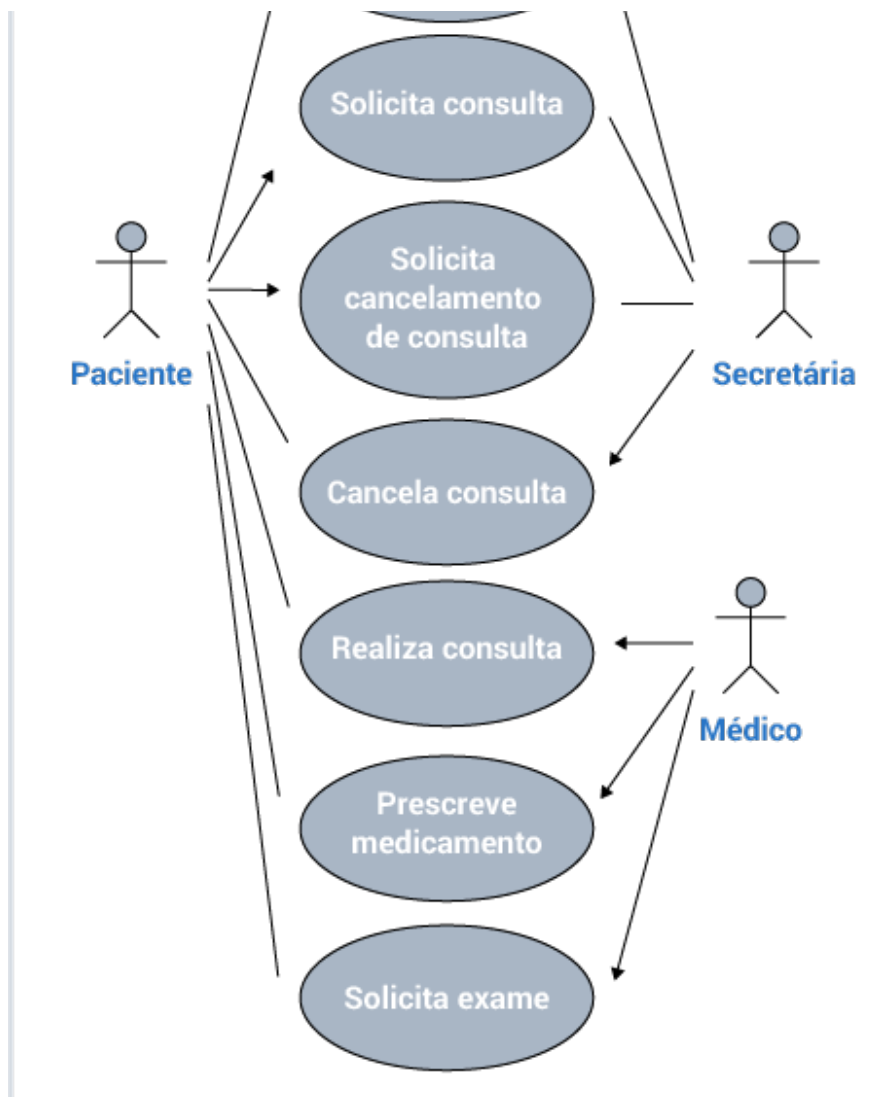 Solicita consulta
Solicita
cancelamento
de consulta
Paciente
Secretária
Cancela consulta
Realiza consulta
Médico
Prescreve
medicamento
Solicita exame